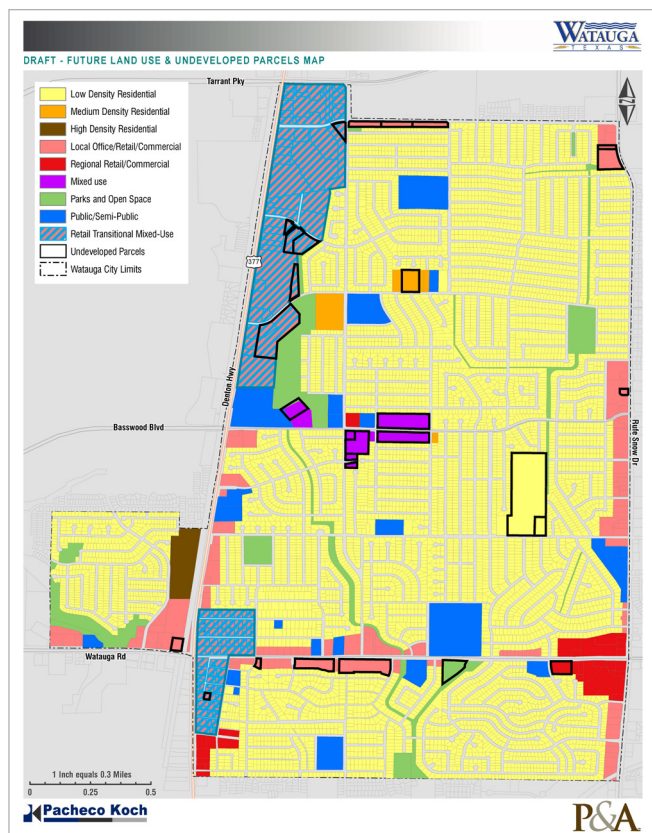 WATAUGA
TEXAS
DRAFT - FUTURE LAND USE & UNDEVELOPED PARCELS MAP
Tarrant Pky
Low Density Residential
Medium Density Residential
High Density Residential
Local Office/Retail/Commercial
Regional Retail/Commercial
Mixed use
Parks and Open Space
Public/Semi-Public
Retail Transitional Mixed-Use
Undeveloped Parcels
Watauga City Limits
N
377
Denton Hwy
Basswood Blvd
Rufe Snow Dr
Watauga Rd
1 inch equals 0.3 Miles
0 0.25 0.5
Pacheco Koch
P&A